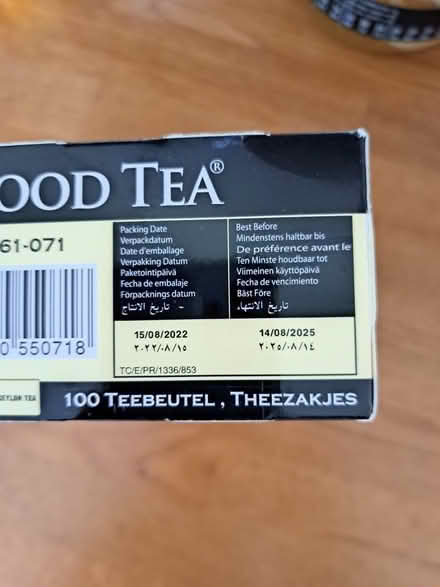 OOD TEA®
61-071
Packing Date
Verpackdatum
Date d'emballage
Verpakking Datum
Paketointipäivä
Fecha de embalaje
Förpacknings datum
تاريخ الانتاج
Best Before
Mindenstens haltbar bis
De préférence avant le
Ten Minste houdbaar tot
Viimeinen käyttöpäivä
Fecha de vencimiento
Bäst Före
تاريخ الانتهاء
15/08/2022
٢٠٢٢/٠٨/١٥
14/08/2025
٢٠٢٥/٠٨/١٤
0 550718
TC/E/PR/1336/853
CEYLON TEA
100 TEEBEUTEL , THEEZAKJES